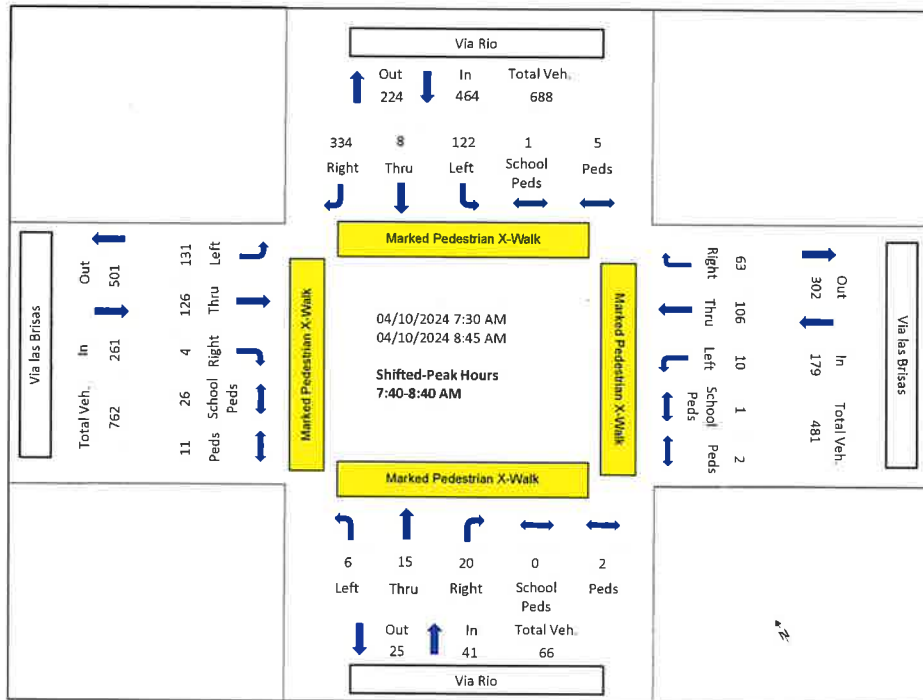 Via Rio
Out In Total Veh.
224 464 688
334 8 122 1 5
Right Thru Left School Peds Peds
Marked Pedestrian X-Walk
Via las Brisas
Out In Total Veh.
501 261 762
131 126 4 26 11
Left Thru Right School Peds Peds
Marked Pedestrian X-Walk
04/10/2024 7:30 AM
04/10/2024 8:45 AM
Shifted-Peak Hours
7:40-8:40 AM
Marked Pedestrian X-Walk
Right Thru Left School Peds Peds
63 106 10 1 2
Out In Total Veh.
302 179 481
Via las Brisas
Marked Pedestrian X-Walk
6 15 20 0 2
Left Thru Right School Peds Peds
Out In Total Veh.
25 41 66
Via Rio
N